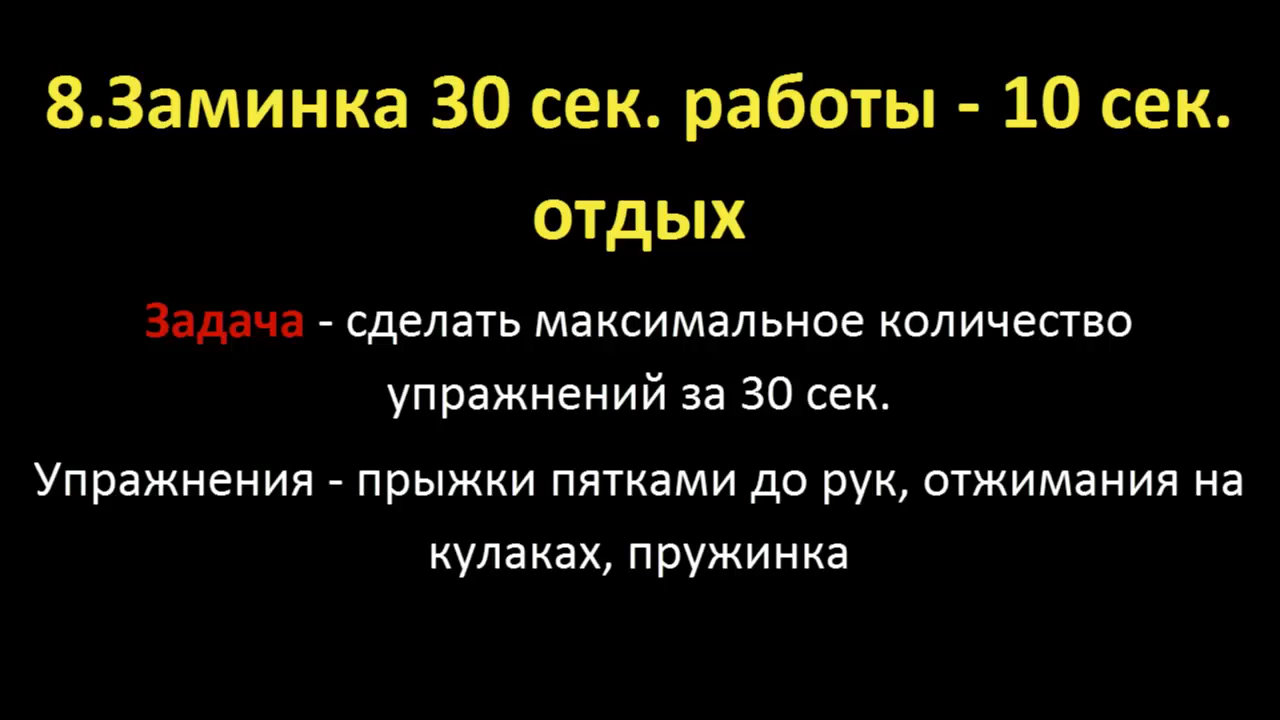 8.Заминка 30 сек. работы - 10 сек.
отдых
Задача - сделать максимальное количество
упражнений за 30 сек.
Упражнения - прыжки пятками до рук, отжимания на
кулаках, пружинка